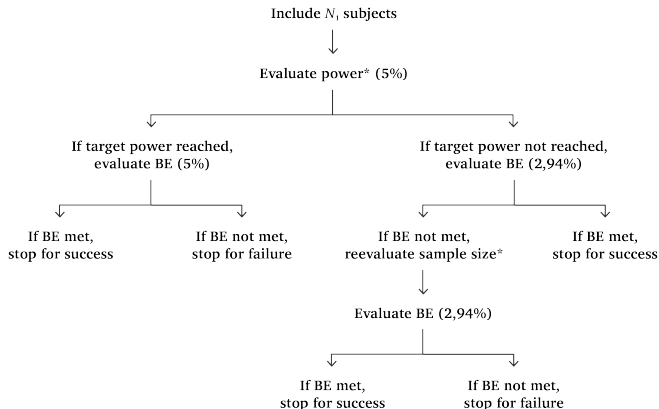 Include N₁ subjects
Evaluate power* (5%)
If target power reached,
evaluate BE (5%)
If target power not reached,
evaluate BE (2,94%)
If BE met,
stop for success
If BE not met,
stop for failure
If BE not met,
reevaluate sample size*
If BE met,
stop for success
Evaluate BE (2,94%)
If BE met,
stop for success
If BE not met,
stop for failure